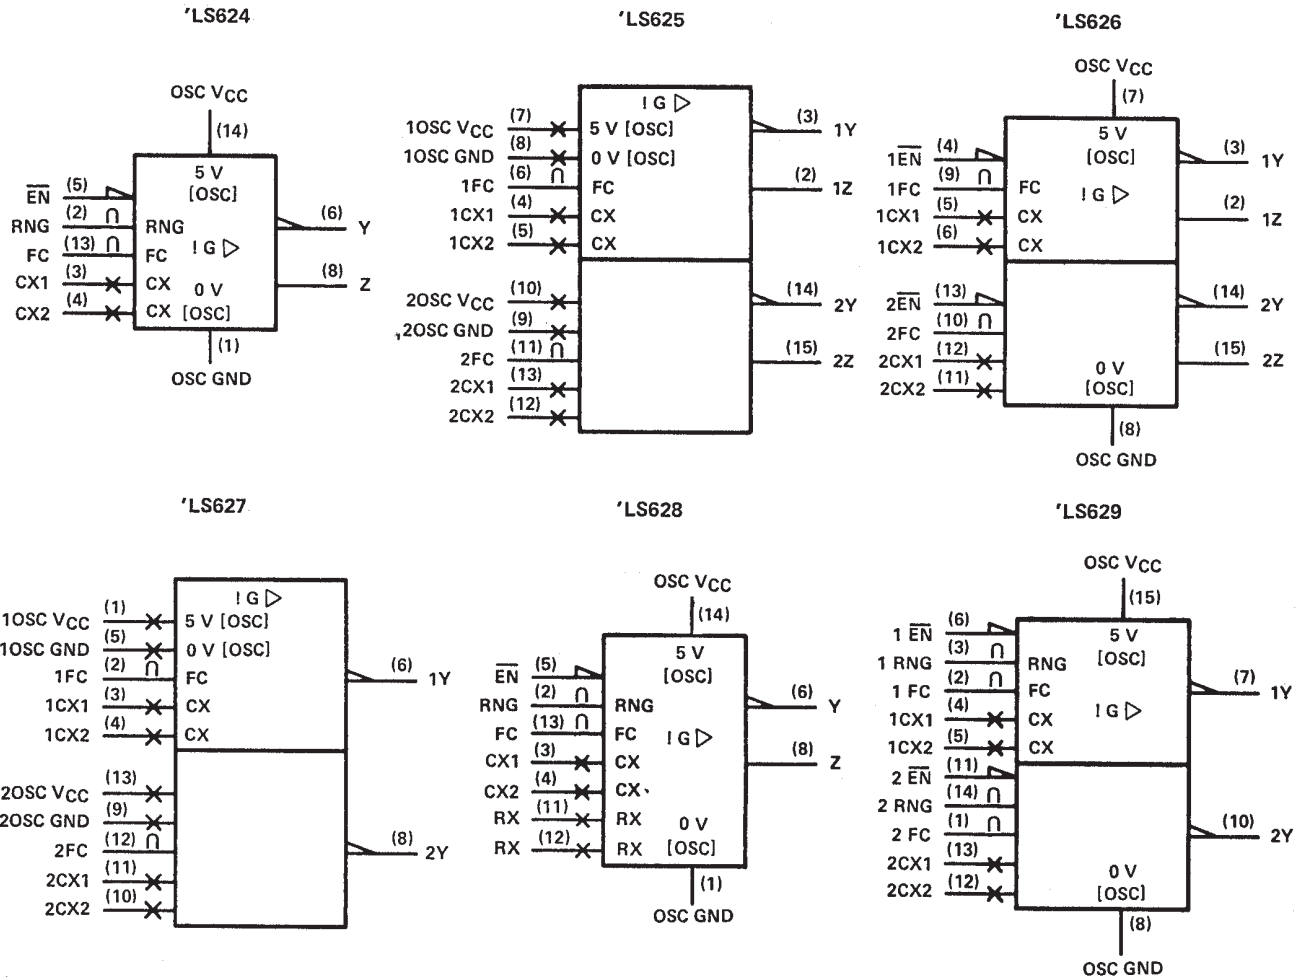 'LS624
OSC VCC
(14)
5 V
[OSC]
EN (5)
RNG (2) ∩ RNG
FC (13) ∩ FC
! G ▷
CX1 (3) CX
CX2 (4) CX
0 V
[OSC]
(6) Y
(8) Z
(1)
OSC GND
'LS625
! G ▷
1OSC VCC (7) 5 V [OSC]
1OSC GND (8) 0 V [OSC]
1FC (6) ∩ FC
1CX1 (4) CX
1CX2 (5) CX
(3) 1Y
(2) 1Z
2OSC VCC (10)
2OSC GND (9)
2FC (11) ∩
2CX1 (13)
2CX2 (12)
(14) 2Y
(15) 2Z
'LS626
OSC VCC
(7)
5 V
[OSC]
1EN (4)
1FC (9) ∩ FC
! G ▷
1CX1 (5) CX
1CX2 (6) CX
(3) 1Y
(2) 1Z
2EN (13)
2FC (10) ∩
2CX1 (12)
2CX2 (11)
0 V
[OSC]
(14) 2Y
(15) 2Z
(8)
OSC GND
'LS627
! G ▷
1OSC VCC (1) 5 V [OSC]
1OSC GND (5) 0 V [OSC]
1FC (2) ∩ FC
1CX1 (3) CX
1CX2 (4) CX
(6) 1Y
2OSC VCC (13)
2OSC GND (9)
2FC (12) ∩
2CX1 (11)
2CX2 (10)
(8) 2Y
'LS628
OSC VCC
(14)
5 V
[OSC]
EN (5)
RNG (2) ∩ RNG
FC (13) ∩ FC
! G ▷
CX1 (3) CX
CX2 (4) CX
RX (11) RX
RX (12) RX
0 V
[OSC]
(6) Y
(8) Z
(1)
OSC GND
'LS629
OSC VCC
(15)
5 V
[OSC]
1 EN (6)
1 RNG (3) ∩ RNG
1 FC (2) ∩ FC
! G ▷
1CX1 (4) CX
1CX2 (5) CX
(7) 1Y
2 EN (11)
2 RNG (14) ∩
2 FC (1) ∩
2CX1 (13)
2CX2 (12)
0 V
[OSC]
(10) 2Y
(8)
OSC GND